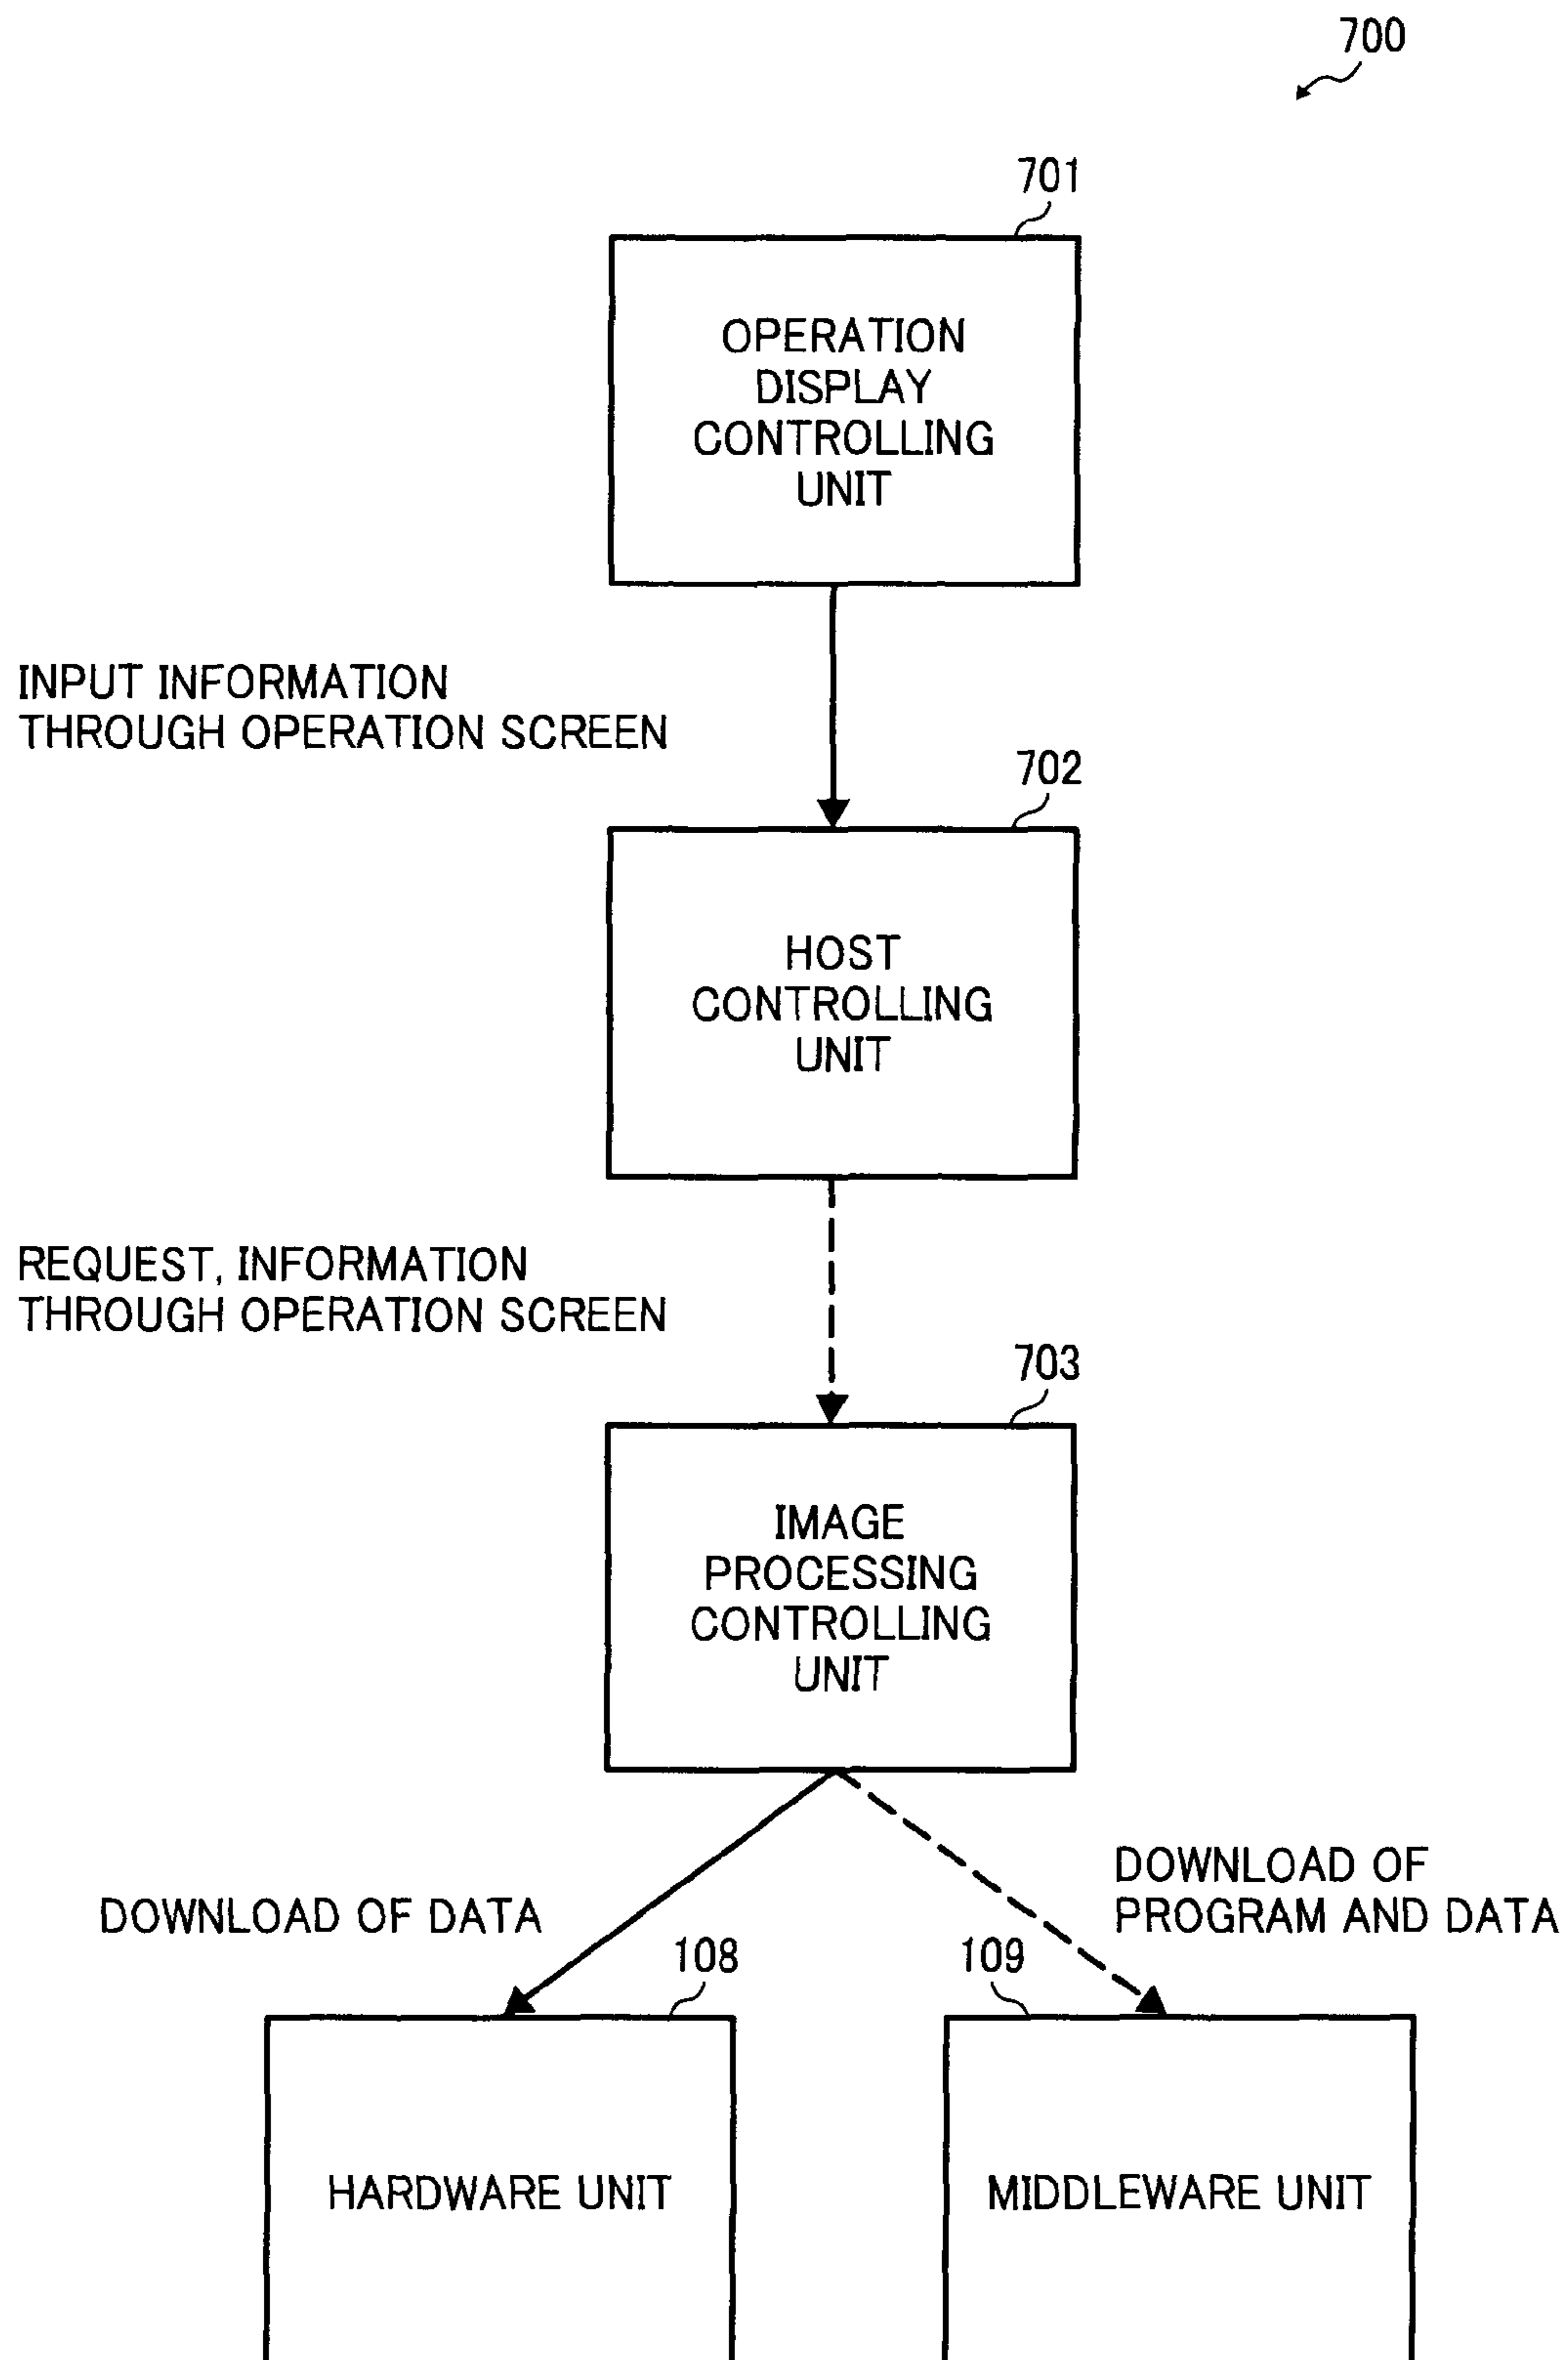 700
701
OPERATION
DISPLAY
CONTROLLING
UNIT
INPUT INFORMATION
THROUGH OPERATION SCREEN
702
HOST
CONTROLLING
UNIT
REQUEST, INFORMATION
THROUGH OPERATION SCREEN
703
IMAGE
PROCESSING
CONTROLLING
UNIT
DOWNLOAD OF DATA
DOWNLOAD OF
PROGRAM AND DATA
108
109
HARDWARE UNIT
MIDDLEWARE UNIT